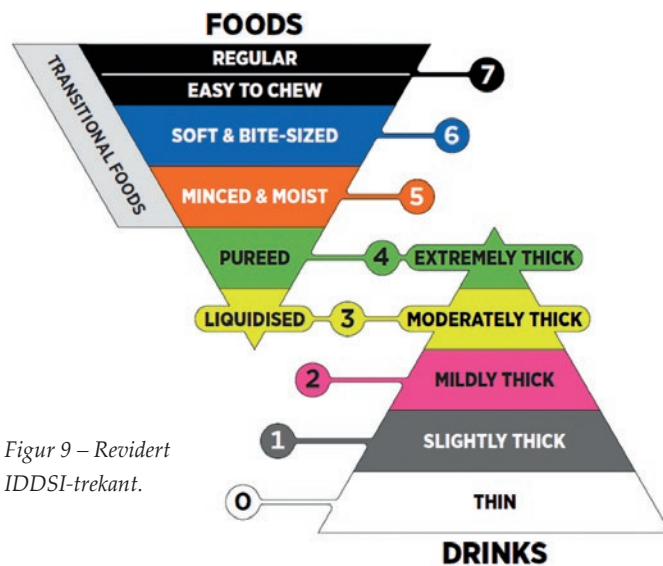 FOODS
REGULAR
7
EASY TO CHEW
TRANSITIONAL FOODS
SOFT & BITE-SIZED
6
MINCED & MOIST
5
PUREED
4
EXTREMELY THICK
LIQUIDISED
3
MODERATELY THICK
2
MILDLY THICK
1
SLIGHTLY THICK
Figur 9 – Revidert
IDDSI-trekant.
0
THIN
DRINKS